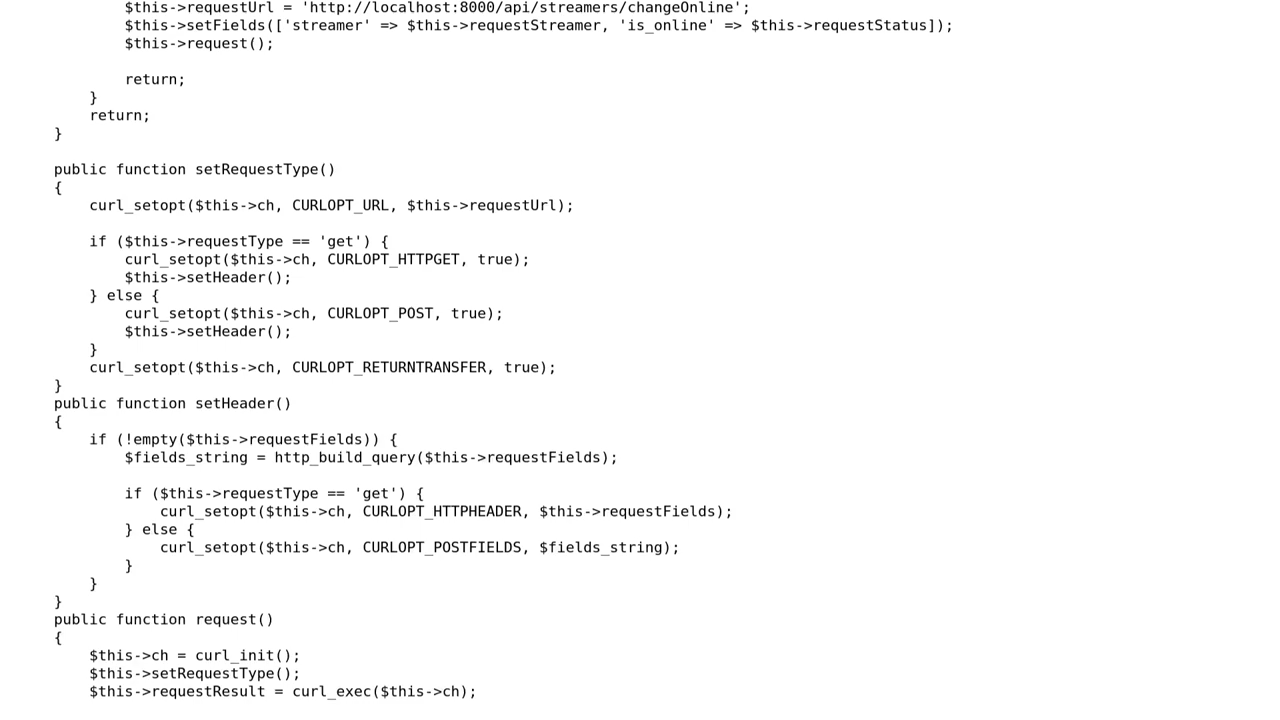 $this->requestUrl = 'http://localhost:8000/api/streamers/changeOnline';
$this->setFields(['streamer' => $this->requestStreamer, 'is_online' => $this->requestStatus]);
$this->request();
return;
}
return;
}
public function setRequestType()
{
curl_setopt($this->ch, CURLOPT_URL, $this->requestUrl);
if ($this->requestType == 'get') {
curl_setopt($this->ch, CURLOPT_HTTPGET, true);
$this->setHeader();
} else {
curl_setopt($this->ch, CURLOPT_POST, true);
$this->setHeader();
}
curl_setopt($this->ch, CURLOPT_RETURNTRANSFER, true);
}
public function setHeader()
{
if (!empty($this->requestFields)) {
$fields_string = http_build_query($this->requestFields);
if ($this->requestType == 'get') {
curl_setopt($this->ch, CURLOPT_HTTPHEADER, $this->requestFields);
} else {
curl_setopt($this->ch, CURLOPT_POSTFIELDS, $fields_string);
}
}
}
public function request()
{
$this->ch = curl_init();
$this->setRequestType();
$this->requestResult = curl_exec($this->ch);